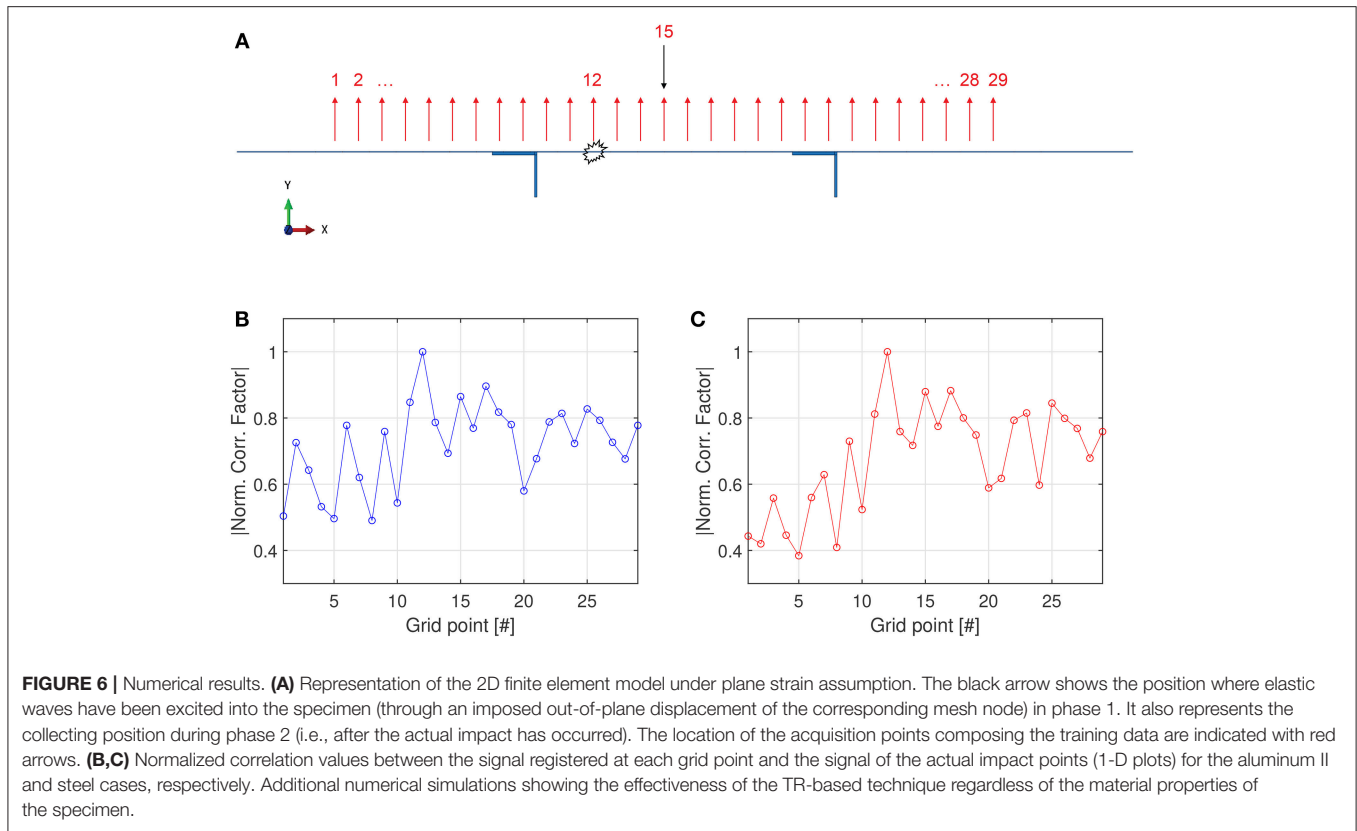 A
15
1 2 ... 12 ... 28 29
Y
X
B
|Norm. Corr. Factor|
1
0.8
0.6
0.4
5 10 15 20 25
Grid point [#]
C
|Norm. Corr. Factor|
1
0.8
0.6
0.4
5 10 15 20 25
Grid point [#]
FIGURE 6 | Numerical results. (A) Representation of the 2D finite element model under plane strain assumption. The black arrow shows the position where elastic
waves have been excited into the specimen (through an imposed out-of-plane displacement of the corresponding mesh node) in phase 1. It also represents the
collecting position during phase 2 (i.e., after the actual impact has occurred). The location of the acquisition points composing the training data are indicated with red
arrows. (B,C) Normalized correlation values between the signal registered at each grid point and the signal of the actual impact points (1-D plots) for the aluminum II
and steel cases, respectively. Additional numerical simulations showing the effectiveness of the TR-based technique regardless of the material properties of
the specimen.